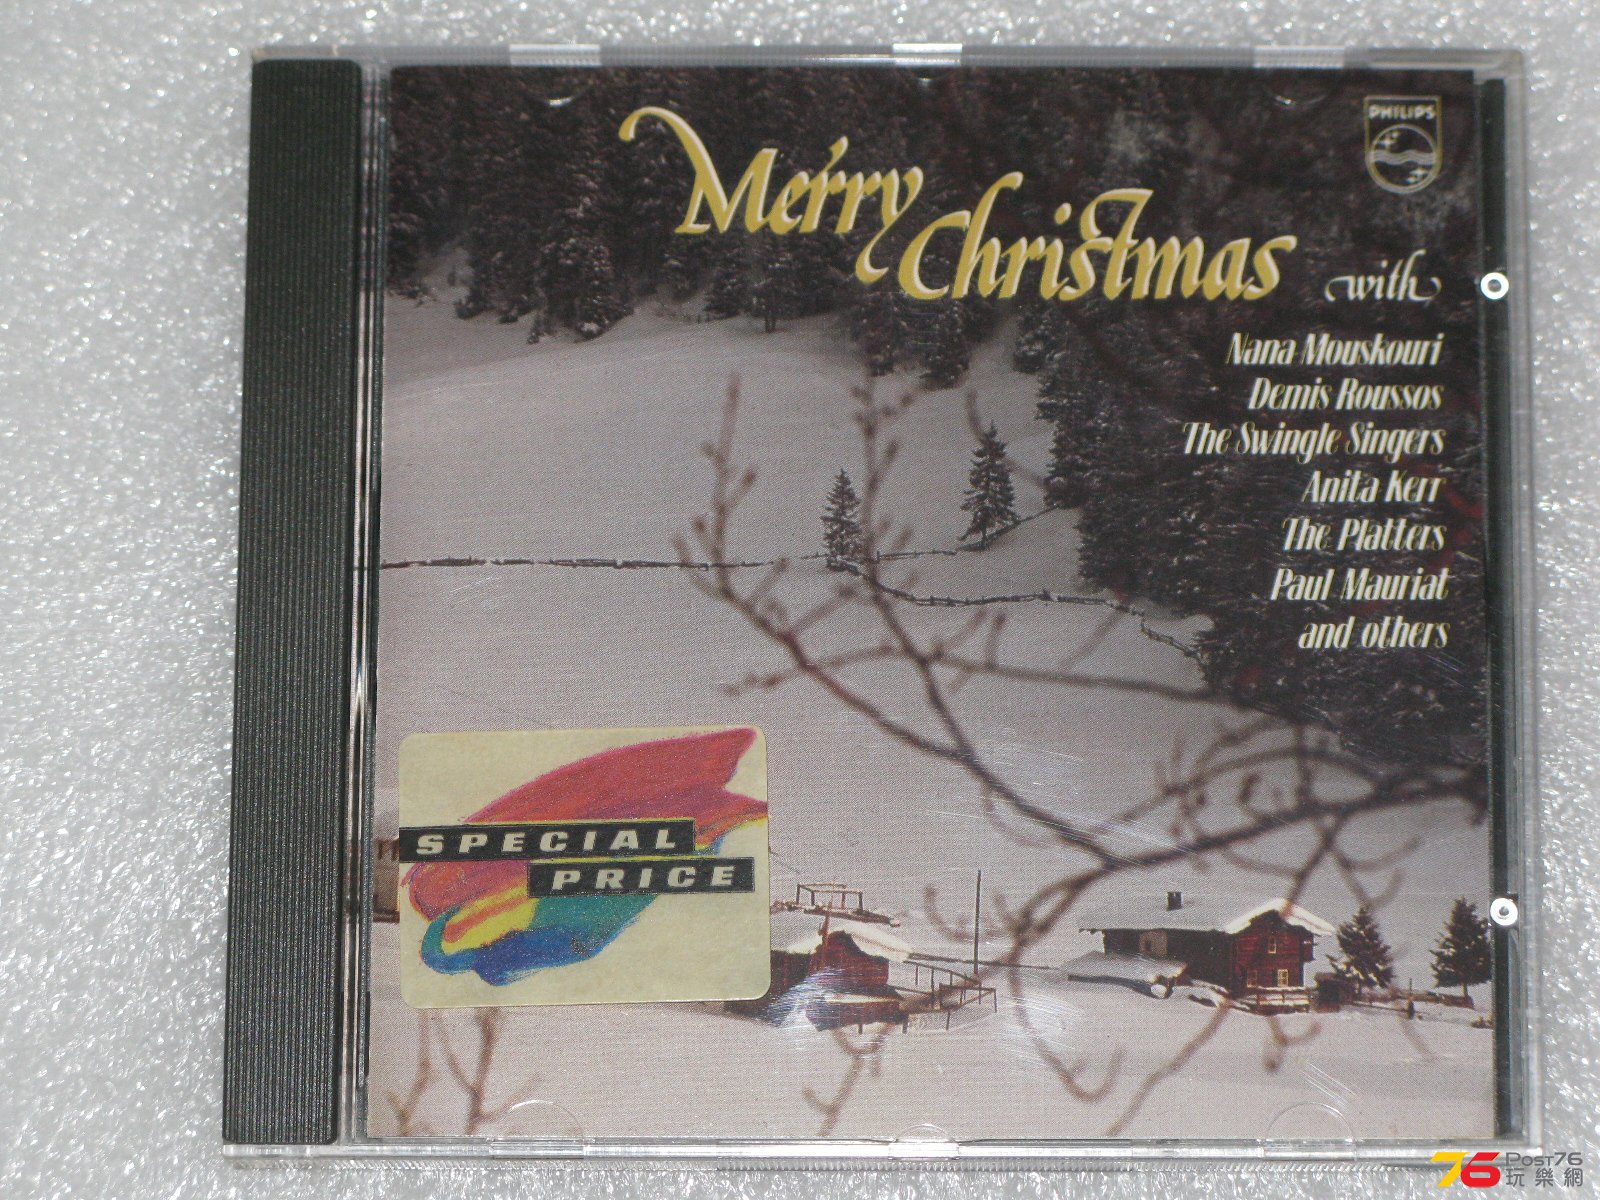 PHILIPS
Merry
Christmas
with
Nana Mouskouri
Demis Roussos
The Swingle Singers
Anita Kerr
The Platters
Paul Mauriat
and others
SPECIAL
PRICE
76 POST76
玩樂網